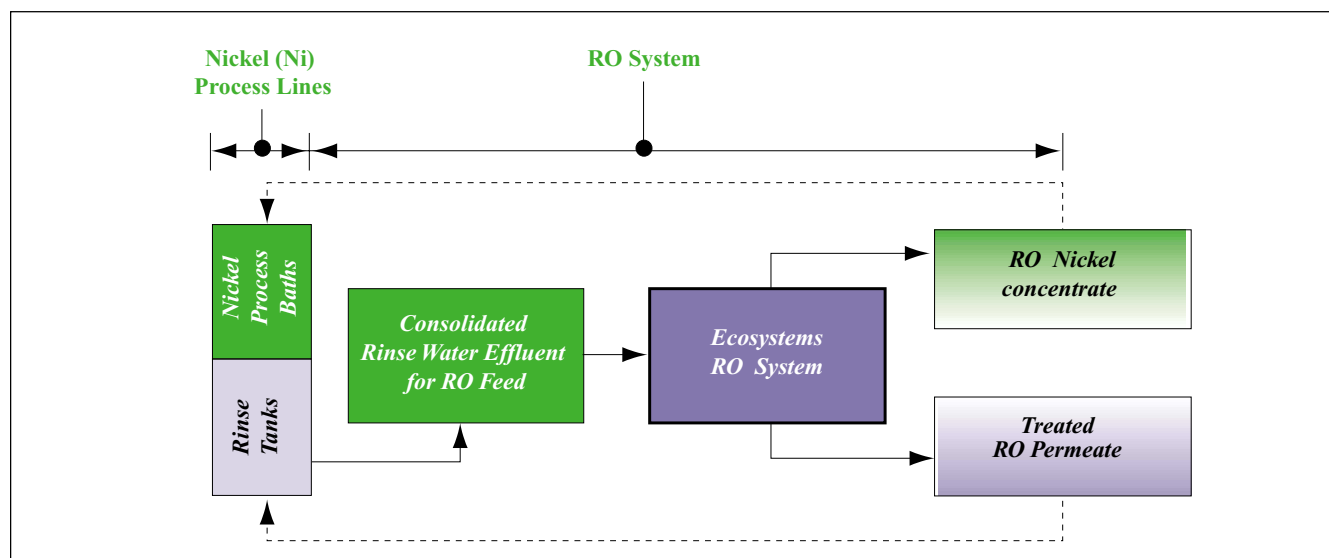 Nickel (Ni)
Process Lines
RO System
Nickel
Process
Baths
Rinse
Tanks
Consolidated
Rinse Water Effluent
for RO Feed
Ecosystems
RO System
RO Nickel
concentrate
Treated
RO Permeate